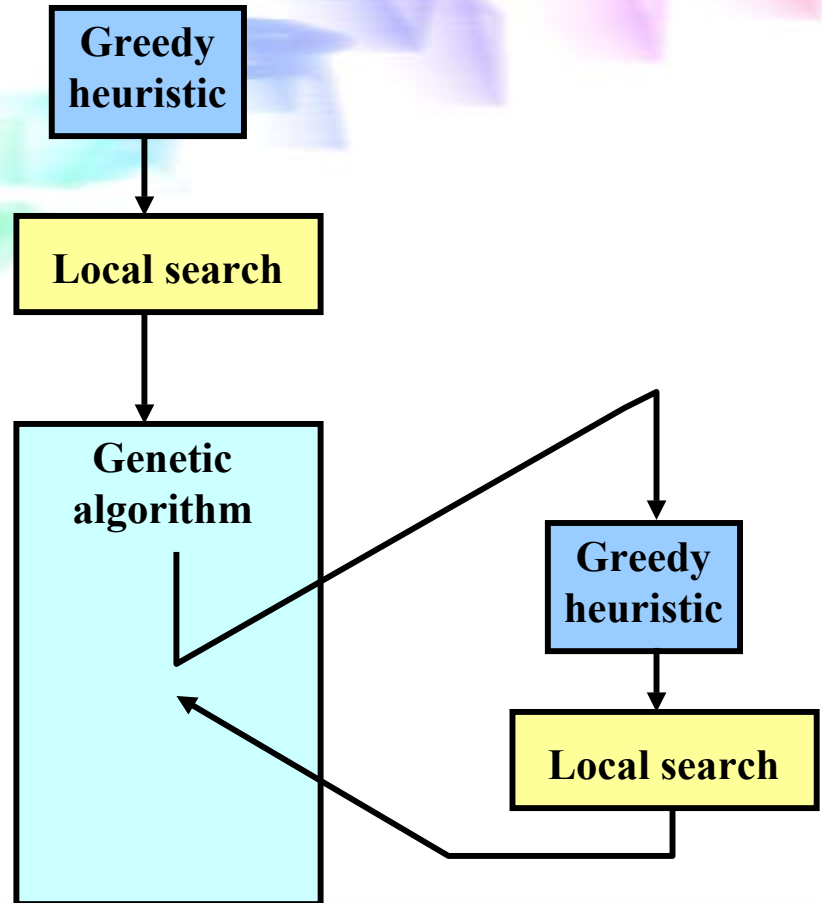 Greedy
heuristic
Local search
Genetic
algorithm
Greedy
heuristic
Local search